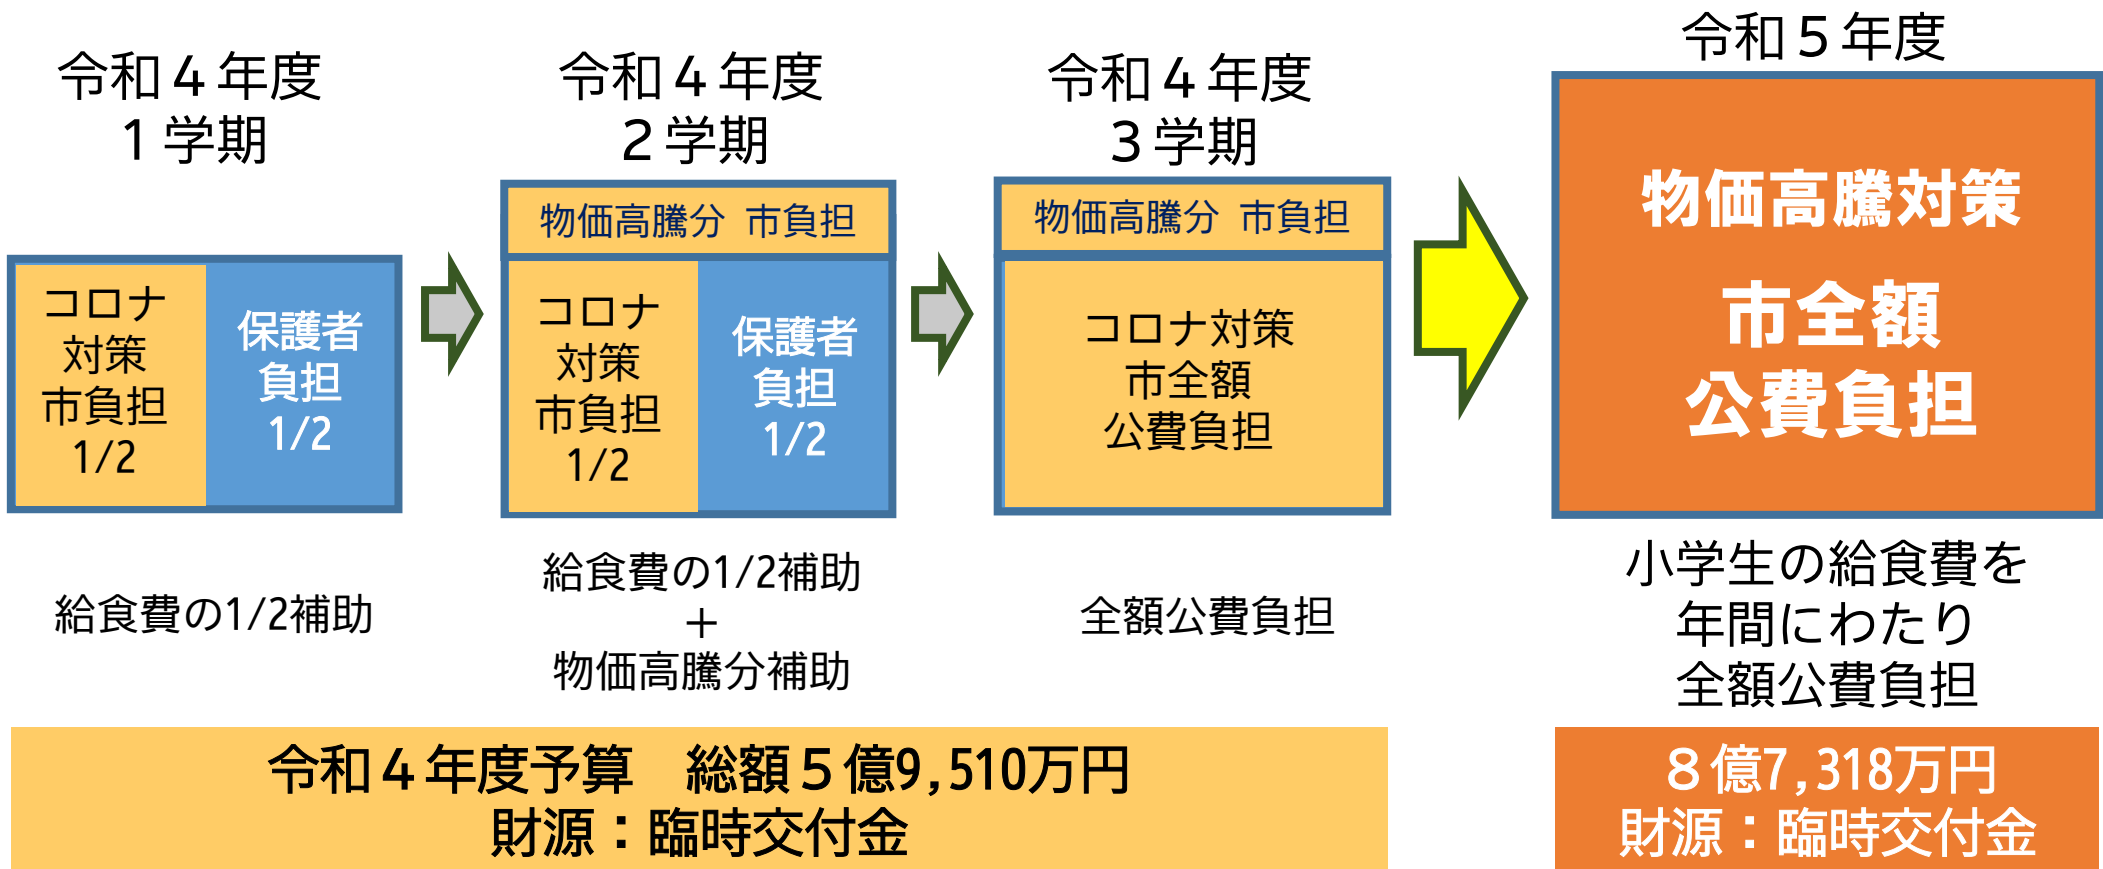 令和４年度
１学期
コロナ
対策
市負担
1/2
保護者
負担
1/2
給食費の1/2補助
令和４年度
２学期
物価高騰分 市負担
コロナ
対策
市負担
1/2
保護者
負担
1/2
給食費の1/2補助
＋
物価高騰分補助
令和４年度
３学期
物価高騰分 市負担
コロナ対策
市全額
公費負担
全額公費負担
令和５年度
物価高騰対策
市全額
公費負担
小学生の給食費を
年間にわたり
全額公費負担
令和４年度予算　総額５億9,510万円
財源：臨時交付金
８億7,318万円
財源：臨時交付金